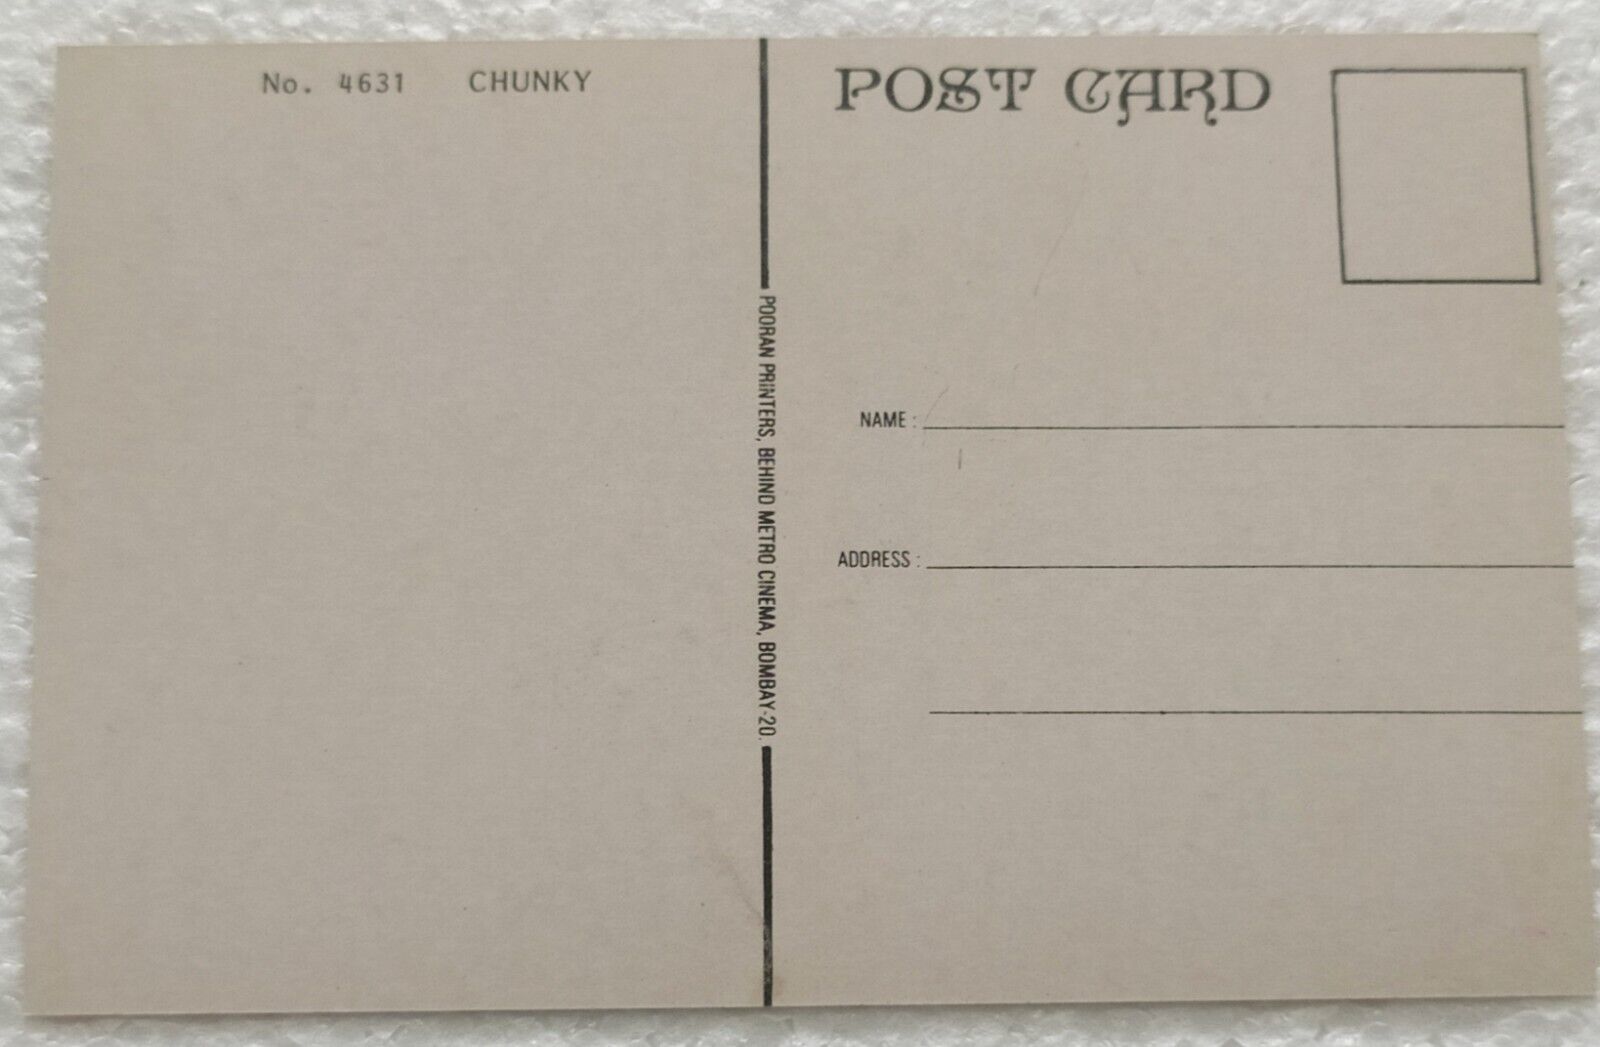 No. 4631 CHUNKY
POST CARD
POORAN PRINTERS, BEHIND METRO CINEMA, BOMBAY-20.
NAME :
ADDRESS :